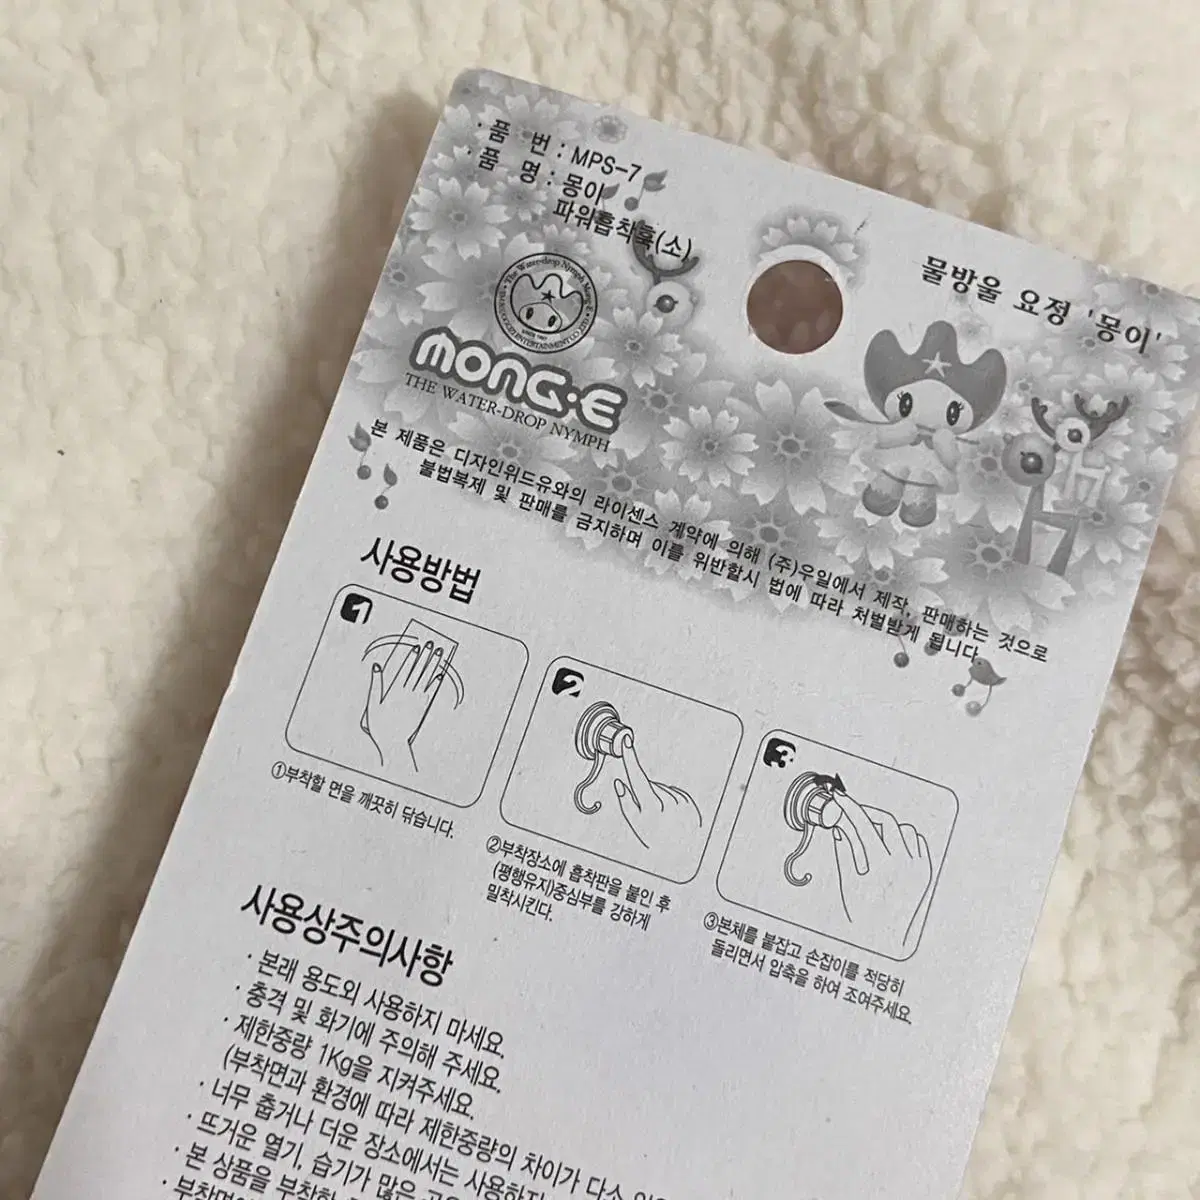 · 품 번 : MPS-7
· 품 명 : 몽이
파워흡착훅(소)
물방울 요정 '몽이'
The Water-drop Nymph Mong-E
MONG·E
THE WATER-DROP NYMPH
본 제품은 디자인위드유와의 라이센스 계약에 의해 (주)우일에서 제작, 판매하는 것으로
불법복제 및 판매를 금지하며 이를 위반할시 법에 따라 처벌받게 됩니다.
사용방법
1
2
3
①부착할 면을 깨끗히 닦습니다.
②부착장소에 흡착판을 붙인 후
(평행유지)중심부를 강하게
밀착시킨다.
③본체를 붙잡고 손잡이를 적당히
돌리면서 압축을 하여 조여주세요.
사용상주의사항
· 본래 용도외 사용하지 마세요.
· 충격 및 화기에 주의해 주세요.
· 제한중량 1Kg을 지켜주세요.
(부착면과 환경에 따라 제한중량의 차이가 다소
· 너무 춥거나 더운 장소에서는 사용하지
뜨거운 열기, 습기가 많은
· 본 상품을 부착한